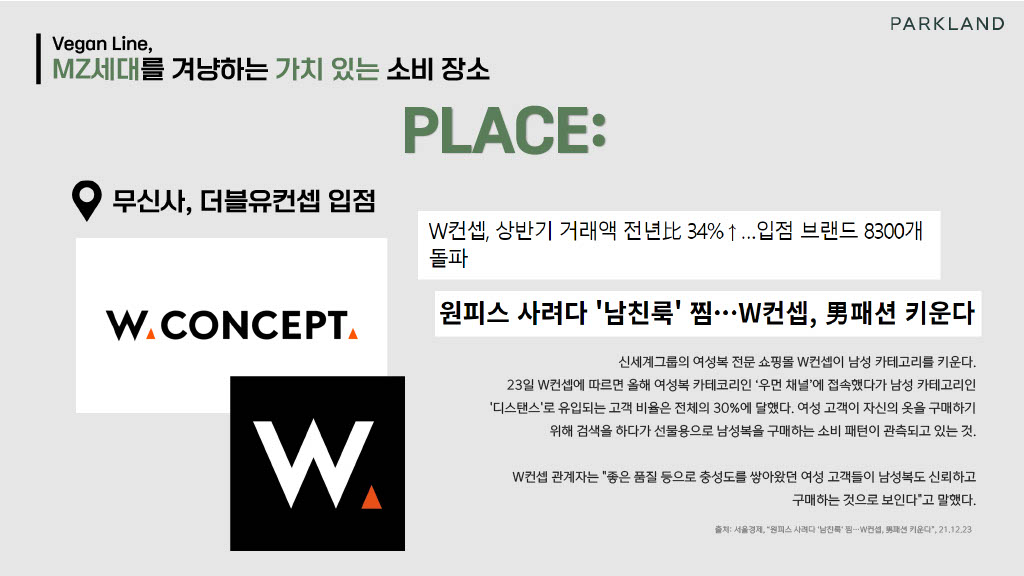 PARKLAND
Vegan Line,
MZ세대를 겨냥하는 가치 있는 소비 장소
PLACE:
무신사, 더블유컨셉 입점
W.CONCEPT.
W.
W컨셉, 상반기 거래액 전년比 34%↑…입점 브랜드 8300개
돌파
원피스 사려다 '남친룩' 찜…W컨셉, 男패션 키운다
신세계그룹의 여성복 전문 쇼핑몰 W컨셉이 남성 카테고리를 키운다.
23일 W컨셉에 따르면 올해 여성복 카테코리인 ‘우먼 채널’에 접속했다가 남성 카테고리인
'디스탠스'로 유입되는 고객 비율은 전체의 30%에 달했다. 여성 고객이 자신의 옷을 구매하기
위해 검색을 하다가 선물용으로 남성복을 구매하는 소비 패턴이 관측되고 있는 것.
W컨셉 관계자는 "좋은 품질 등으로 충성도를 쌓아왔던 여성 고객들이 남성복도 신뢰하고
구매하는 것으로 보인다"고 말했다.
출처: 서울경제, “원피스 사려다 '남친룩' 찜…W컨셉, 男패션 키운다”, 21.12.23